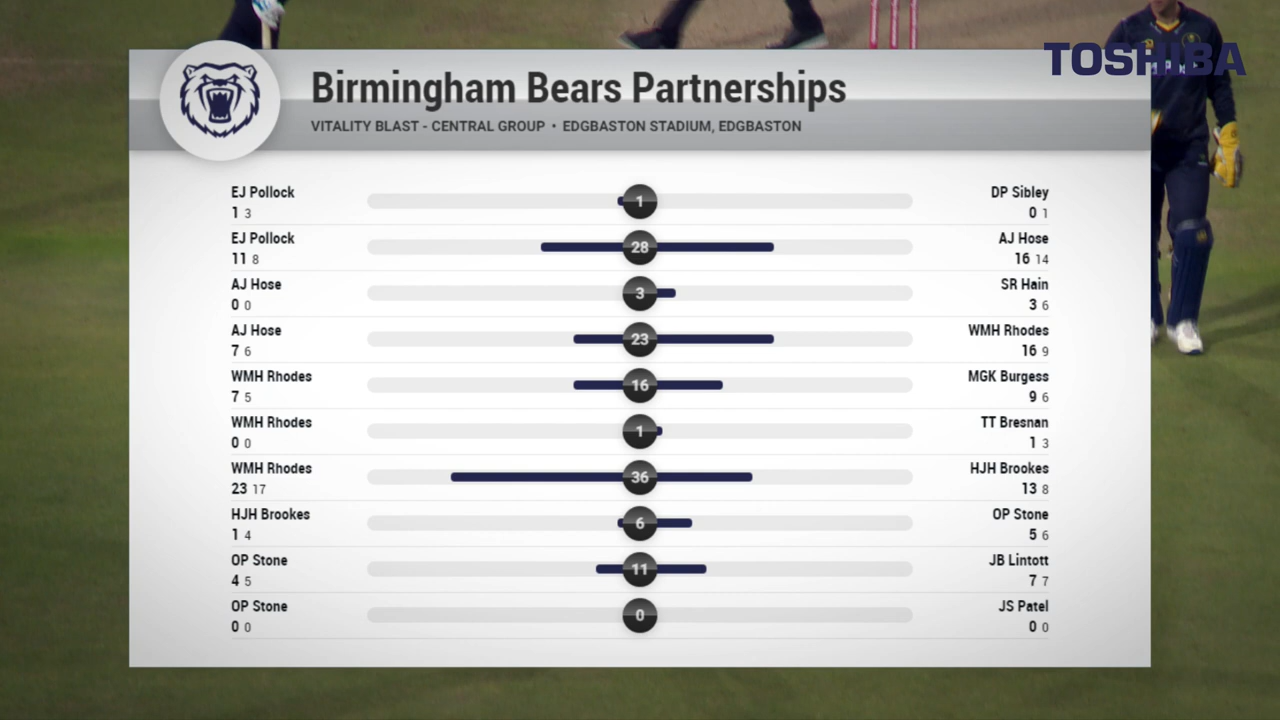 TOSHIBA
Birmingham Bears Partnerships
VITALITY BLAST - CENTRAL GROUP • EDGBASTON STADIUM, EDGBASTON
EJ Pollock 1 DP Sibley
1 3 0 1
EJ Pollock 28 AJ Hose
11 8 16 14
AJ Hose 3 SR Hain
0 0 3 6
AJ Hose 23 WMH Rhodes
7 6 16 9
WMH Rhodes 16 MGK Burgess
7 5 9 6
WMH Rhodes 1 TT Bresnan
0 0 1 3
WMH Rhodes 36 HJH Brookes
23 17 13 8
HJH Brookes 6 OP Stone
1 4 5 6
OP Stone 11 JB Lintott
4 5 7 7
OP Stone 0 JS Patel
0 0 0 0